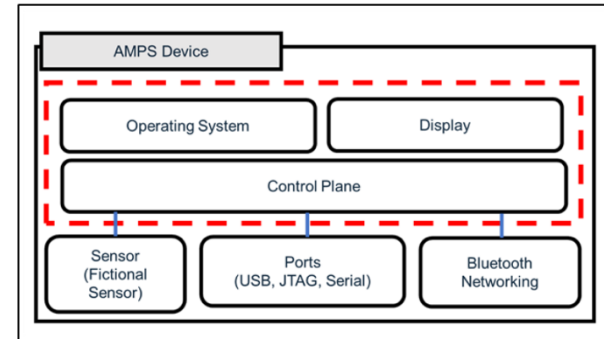 AMPS Device
Operating System
Display
Control Plane
Sensor
(Fictional
Sensor)
Ports
(USB, JTAG, Serial)
Bluetooth
Networking